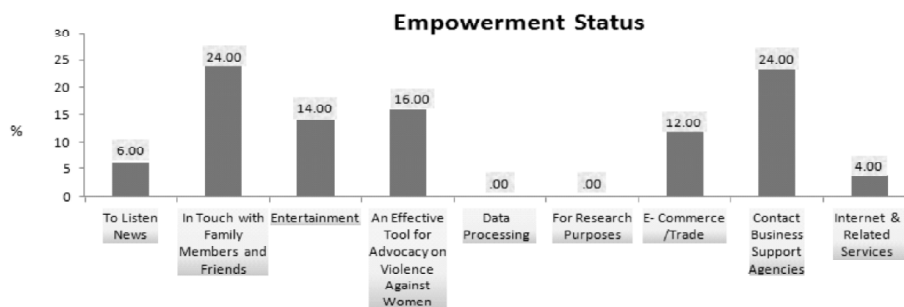 Empowerment Status
30
25
20
15
10
5
0
%
6.00
24.00
14.00
16.00
.00
.00
12.00
24.00
4.00
To Listen
News
In Touch with
Family
Members and
Friends
Entertainment
An Effective
Tool for
Advocacy on
Violence
Against
Women
Data
Processing
For Research
Purposes
E- Commerce
/Trade
Contact
Business
Support
Agencies
Internet &
Related
Services